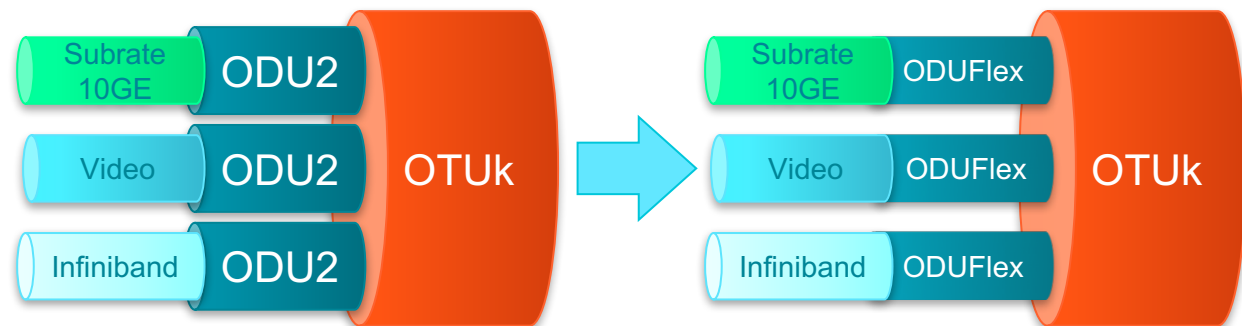 Subrate
10GE
ODU2
Video
ODU2
Infiniband
ODU2
OTUk
Subrate
10GE
ODUFlex
Video
ODUFlex
Infiniband
ODUFlex
OTUk